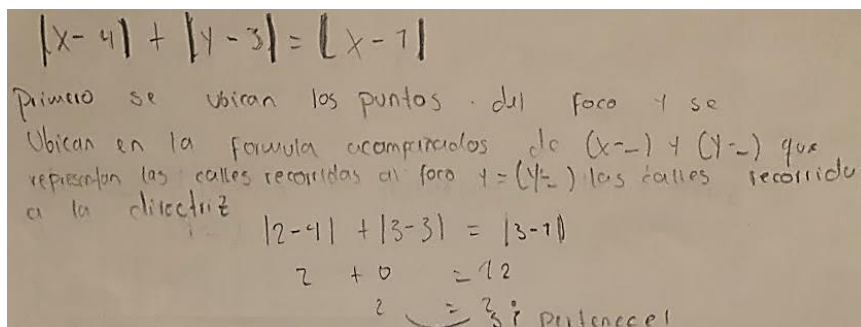 |x-4| + |y-3| = |x-1|
Primero se ubican los puntos del foco y se
Ubican en la formula acompañados de (x-_) y (y-_) que
representan las calles recorridas al foco y = (y=_) las calles recorrido
a la directriz
|2-4| + |3-3| = |3-1|
2 + 0 = 2
2 = 2 Si pertenece!